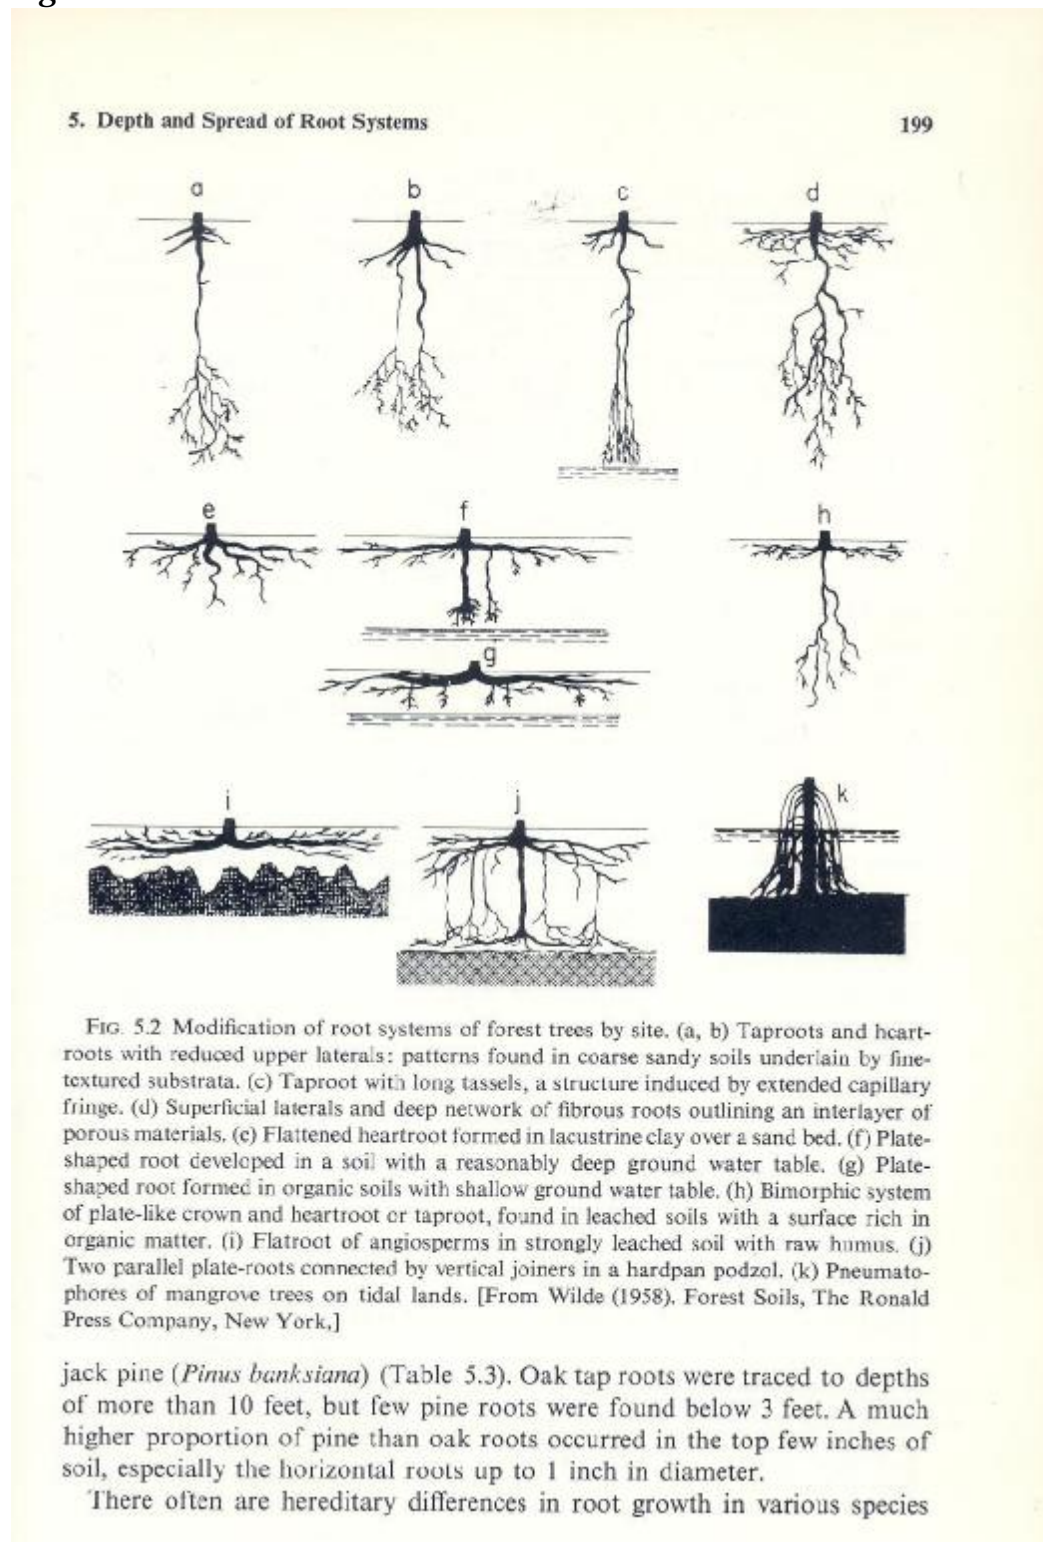 5. Depth and Spread of Root Systems 199
a b c d
e f h
g
i j k
FIG. 5.2 Modification of root systems of forest trees by site. (a, b) Taproots and heart-
roots with reduced upper laterals: patterns found in coarse sandy soils underlain by fine-
textured substrata. (c) Taproot with long tassels, a structure induced by extended capillary
fringe. (d) Superficial laterals and deep network of fibrous roots outlining an interlayer of
porous materials. (e) Flattened heartroot formed in lacustrine clay over a sand bed. (f) Plate-
shaped root developed in a soil with a reasonably deep ground water table. (g) Plate-
shaped root formed in organic soils with shallow ground water table. (h) Bimorphic system
of plate-like crown and heartroot or taproot, found in leached soils with a surface rich in
organic matter. (i) Flatroot of angiosperms in strongly leached soil with raw humus. (j)
Two parallel plate-roots connected by vertical joiners in a hardpan podzol. (k) Pneumato-
phores of mangrove trees on tidal lands. [From Wilde (1958). Forest Soils, The Ronald
Press Company, New York.]
jack pine (Pinus banksiana) (Table 5.3). Oak tap roots were traced to depths
of more than 10 feet, but few pine roots were found below 3 feet. A much
higher proportion of pine than oak roots occurred in the top few inches of
soil, especially the horizontal roots up to 1 inch in diameter.
There often are hereditary differences in root growth in various species